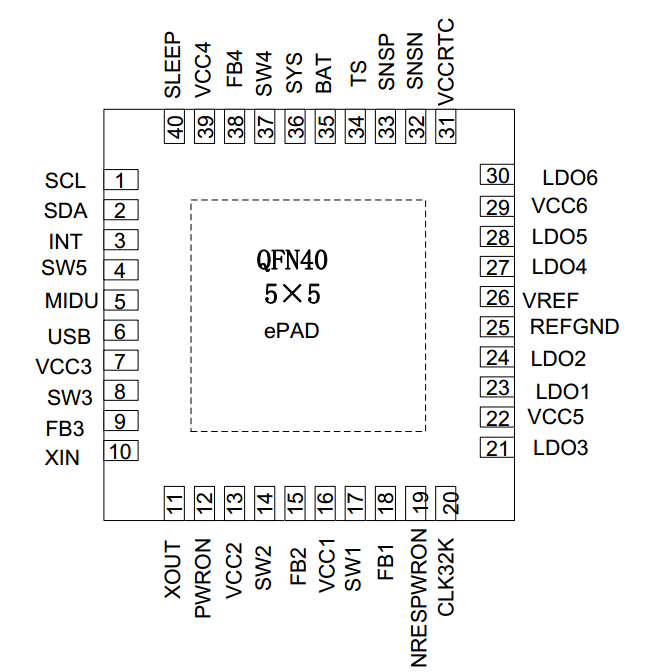 SLEEP
VCC4
FB4
SW4
SYS
BAT
TS
SNSP
SNSN
VCCRTC
40
39
38
37
36
35
34
33
32
31
SCL 1
SDA 2
INT 3
SW5 4
MIDU 5
USB 6
VCC3 7
SW3 8
FB3 9
XIN 10
QFN40
5×5
ePAD
30 LDO6
29 VCC6
28 LDO5
27 LDO4
26 VREF
25 REFGND
24 LDO2
23 LDO1
22 VCC5
21 LDO3
11
12
13
14
15
16
17
18
19
20
XOUT
PWRON
VCC2
SW2
FB2
VCC1
SW1
FB1
NRESPWRON
CLK32K